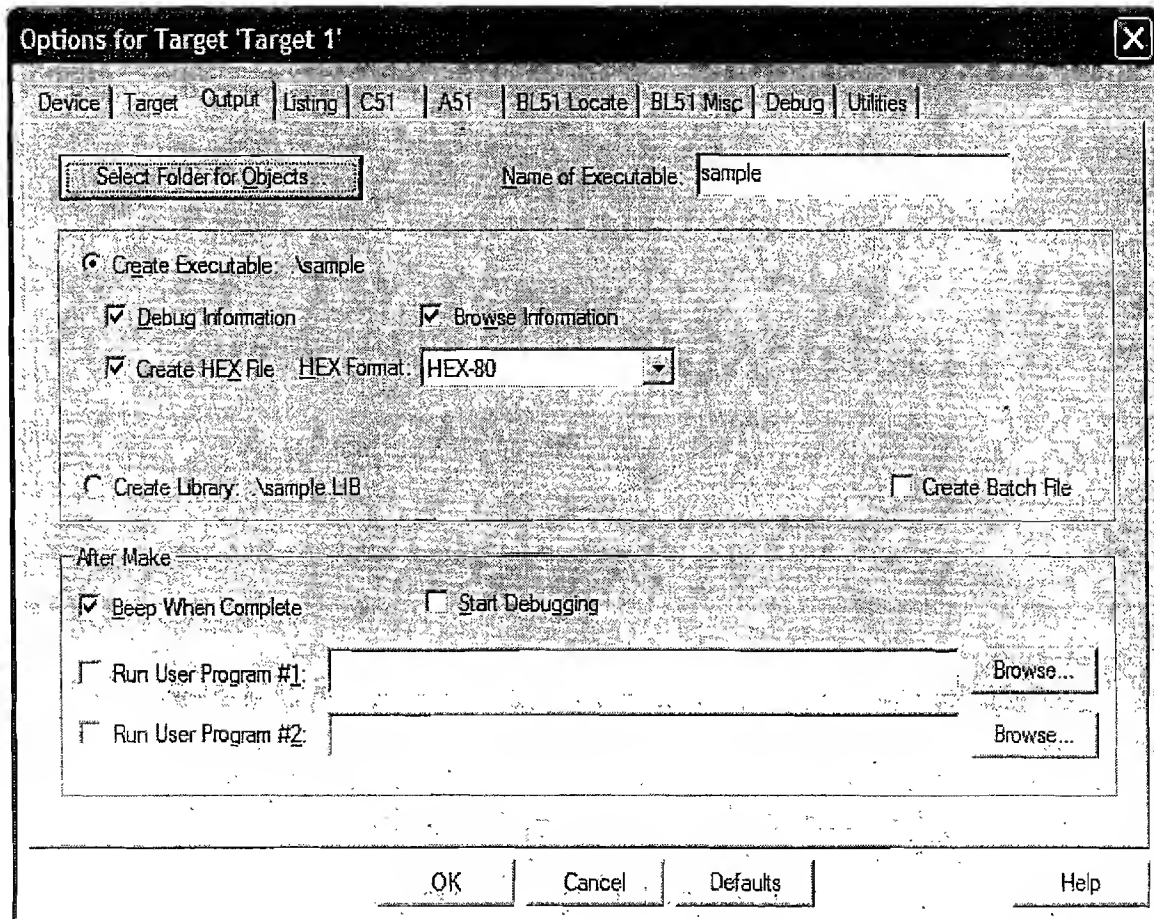 Options for Target 'Target 1'
Device Target Output Listing C51 A51 BL51 Locate BL51 Misc Debug Utilities
Select Folder for Objects... Name of Executable: sample
Create Executable: .\sample
Debug Information Browse Information
Create HEX File HEX Format: HEX-80
Create Library: .\sample.LIB Create Batch File
After Make
Beep When Complete Start Debugging
Run User Program #1: Browse...
Run User Program #2: Browse...
OK Cancel Defaults Help